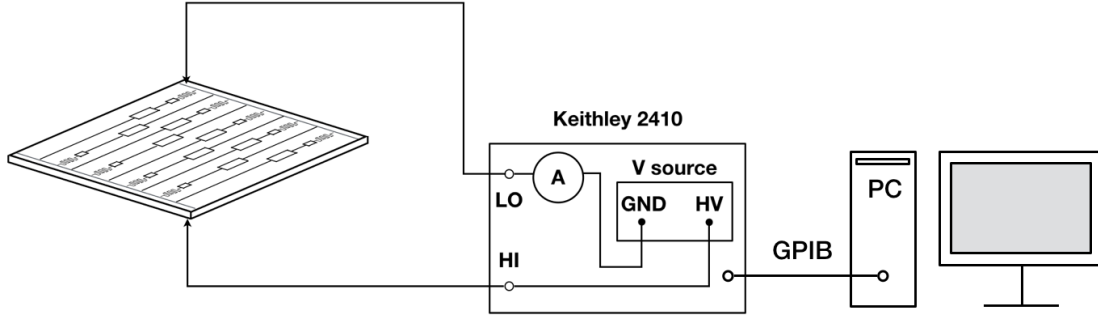 Keithley 2410
V source
A
GND HV
LO
HI
GPIB
PC